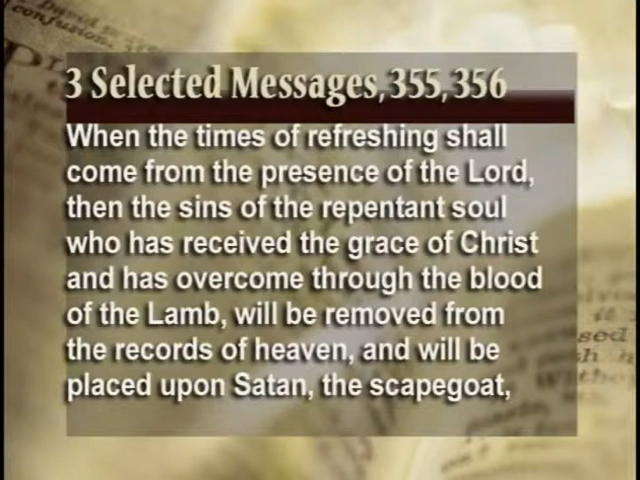 3 Selected Messages, 355, 356
When the times of refreshing shall
come from the presence of the Lord,
then the sins of the repentant soul
who has received the grace of Christ
and has overcome through the blood
of the Lamb, will be removed from
the records of heaven, and will be
placed upon Satan, the scapegoat,
confusion.